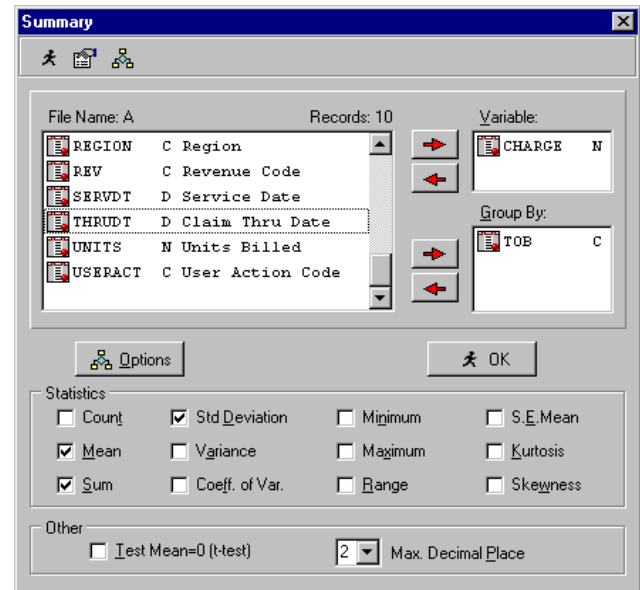 Summary
File Name: A Records: 10
REGION C Region
REV C Revenue Code
SERVDT D Service Date
THRUDT D Claim Thru Date
UNITS N Units Billed
USERACT C User Action Code
Variable:
CHARGE N
Group By:
TOB C
Options
OK
Statistics
Count Std Deviation Minimum S.E.Mean
Mean Variance Maximum Kurtosis
Sum Coeff. of Var. Range Skewness
Other
Test Mean=0 (t-test) 2 Max. Decimal Place